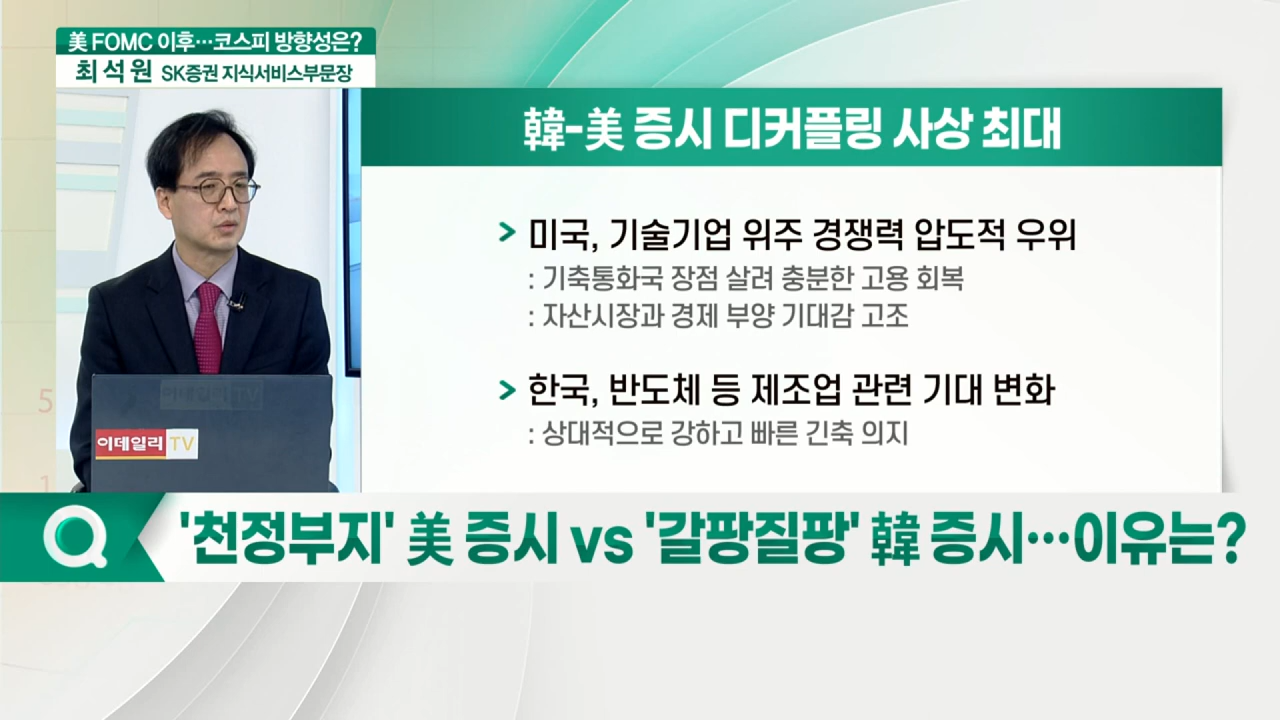 美 FOMC 이후…코스피 방향성은?
최석원 SK증권 지식서비스부문장
韓-美 증시 디커플링 사상 최대
> 미국, 기술기업 위주 경쟁력 압도적 우위
: 기축통화국 장점 살려 충분한 고용 회복
: 자산시장과 경제 부양 기대감 고조
> 한국, 반도체 등 제조업 관련 기대 변화
: 상대적으로 강하고 빠른 긴축 의지
이데일리 TV
이데일리TV
5
1
'천정부지' 美 증시 vs '갈팡질팡' 韓 증시…이유는?